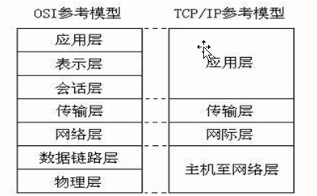 OSI参考模型 TCP/IP参考模型
应用层
表示层
会话层
传输层
网络层
数据链路层
物理层
应用层
传输层
网际层
主机至网络层